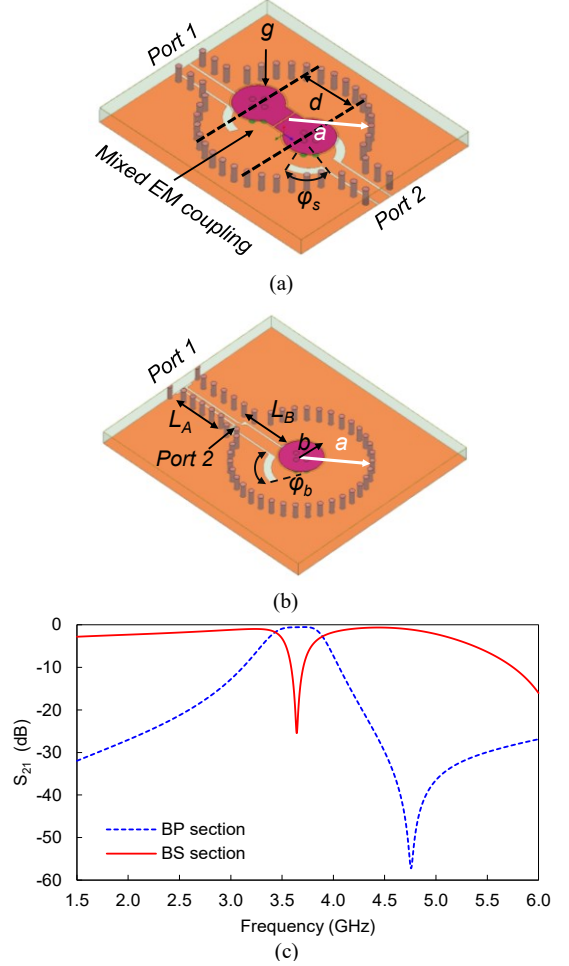 Port 1
g
d
a
Mixed EM coupling
φs
Port 2
(a)
Port 1
LA
LB
Port 2
b
a
φb
(b)
0
-10
-20
-30
-40
-50
-60
S21 (dB)
BP section
BS section
1.5 2.0 2.5 3.0 3.5 4.0 4.5 5.0 5.5 6.0
Frequency (GHz)
(c)